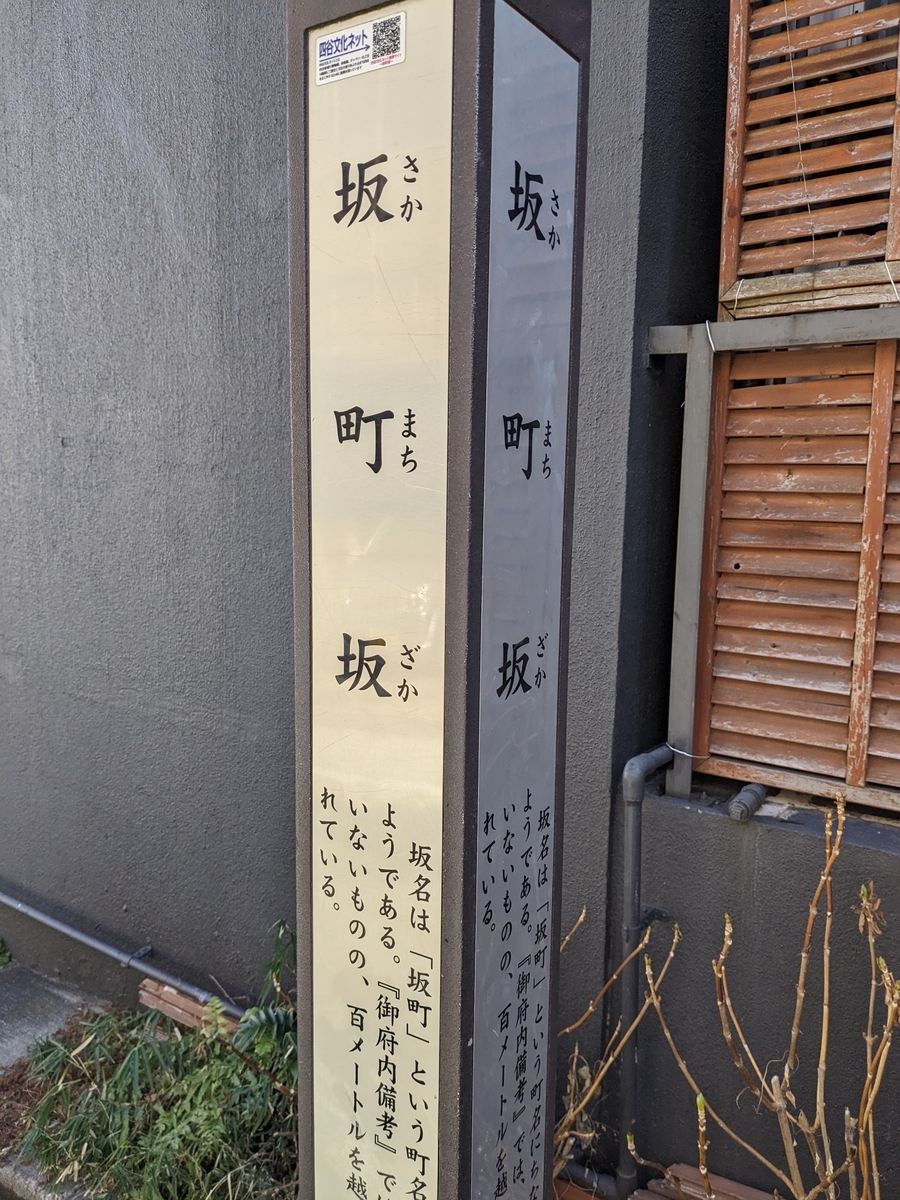 四谷文化ネット
坂町坂
さかまちざか
坂名は「坂町」という町名
ようである。『御府内備考』では
いないものの、百メートルを越
れている。
坂町坂
さかまちざか
坂名は「坂町」という町名にちな
ようである。『御府内備考』では、
いないものの、百メートルを越
れている。